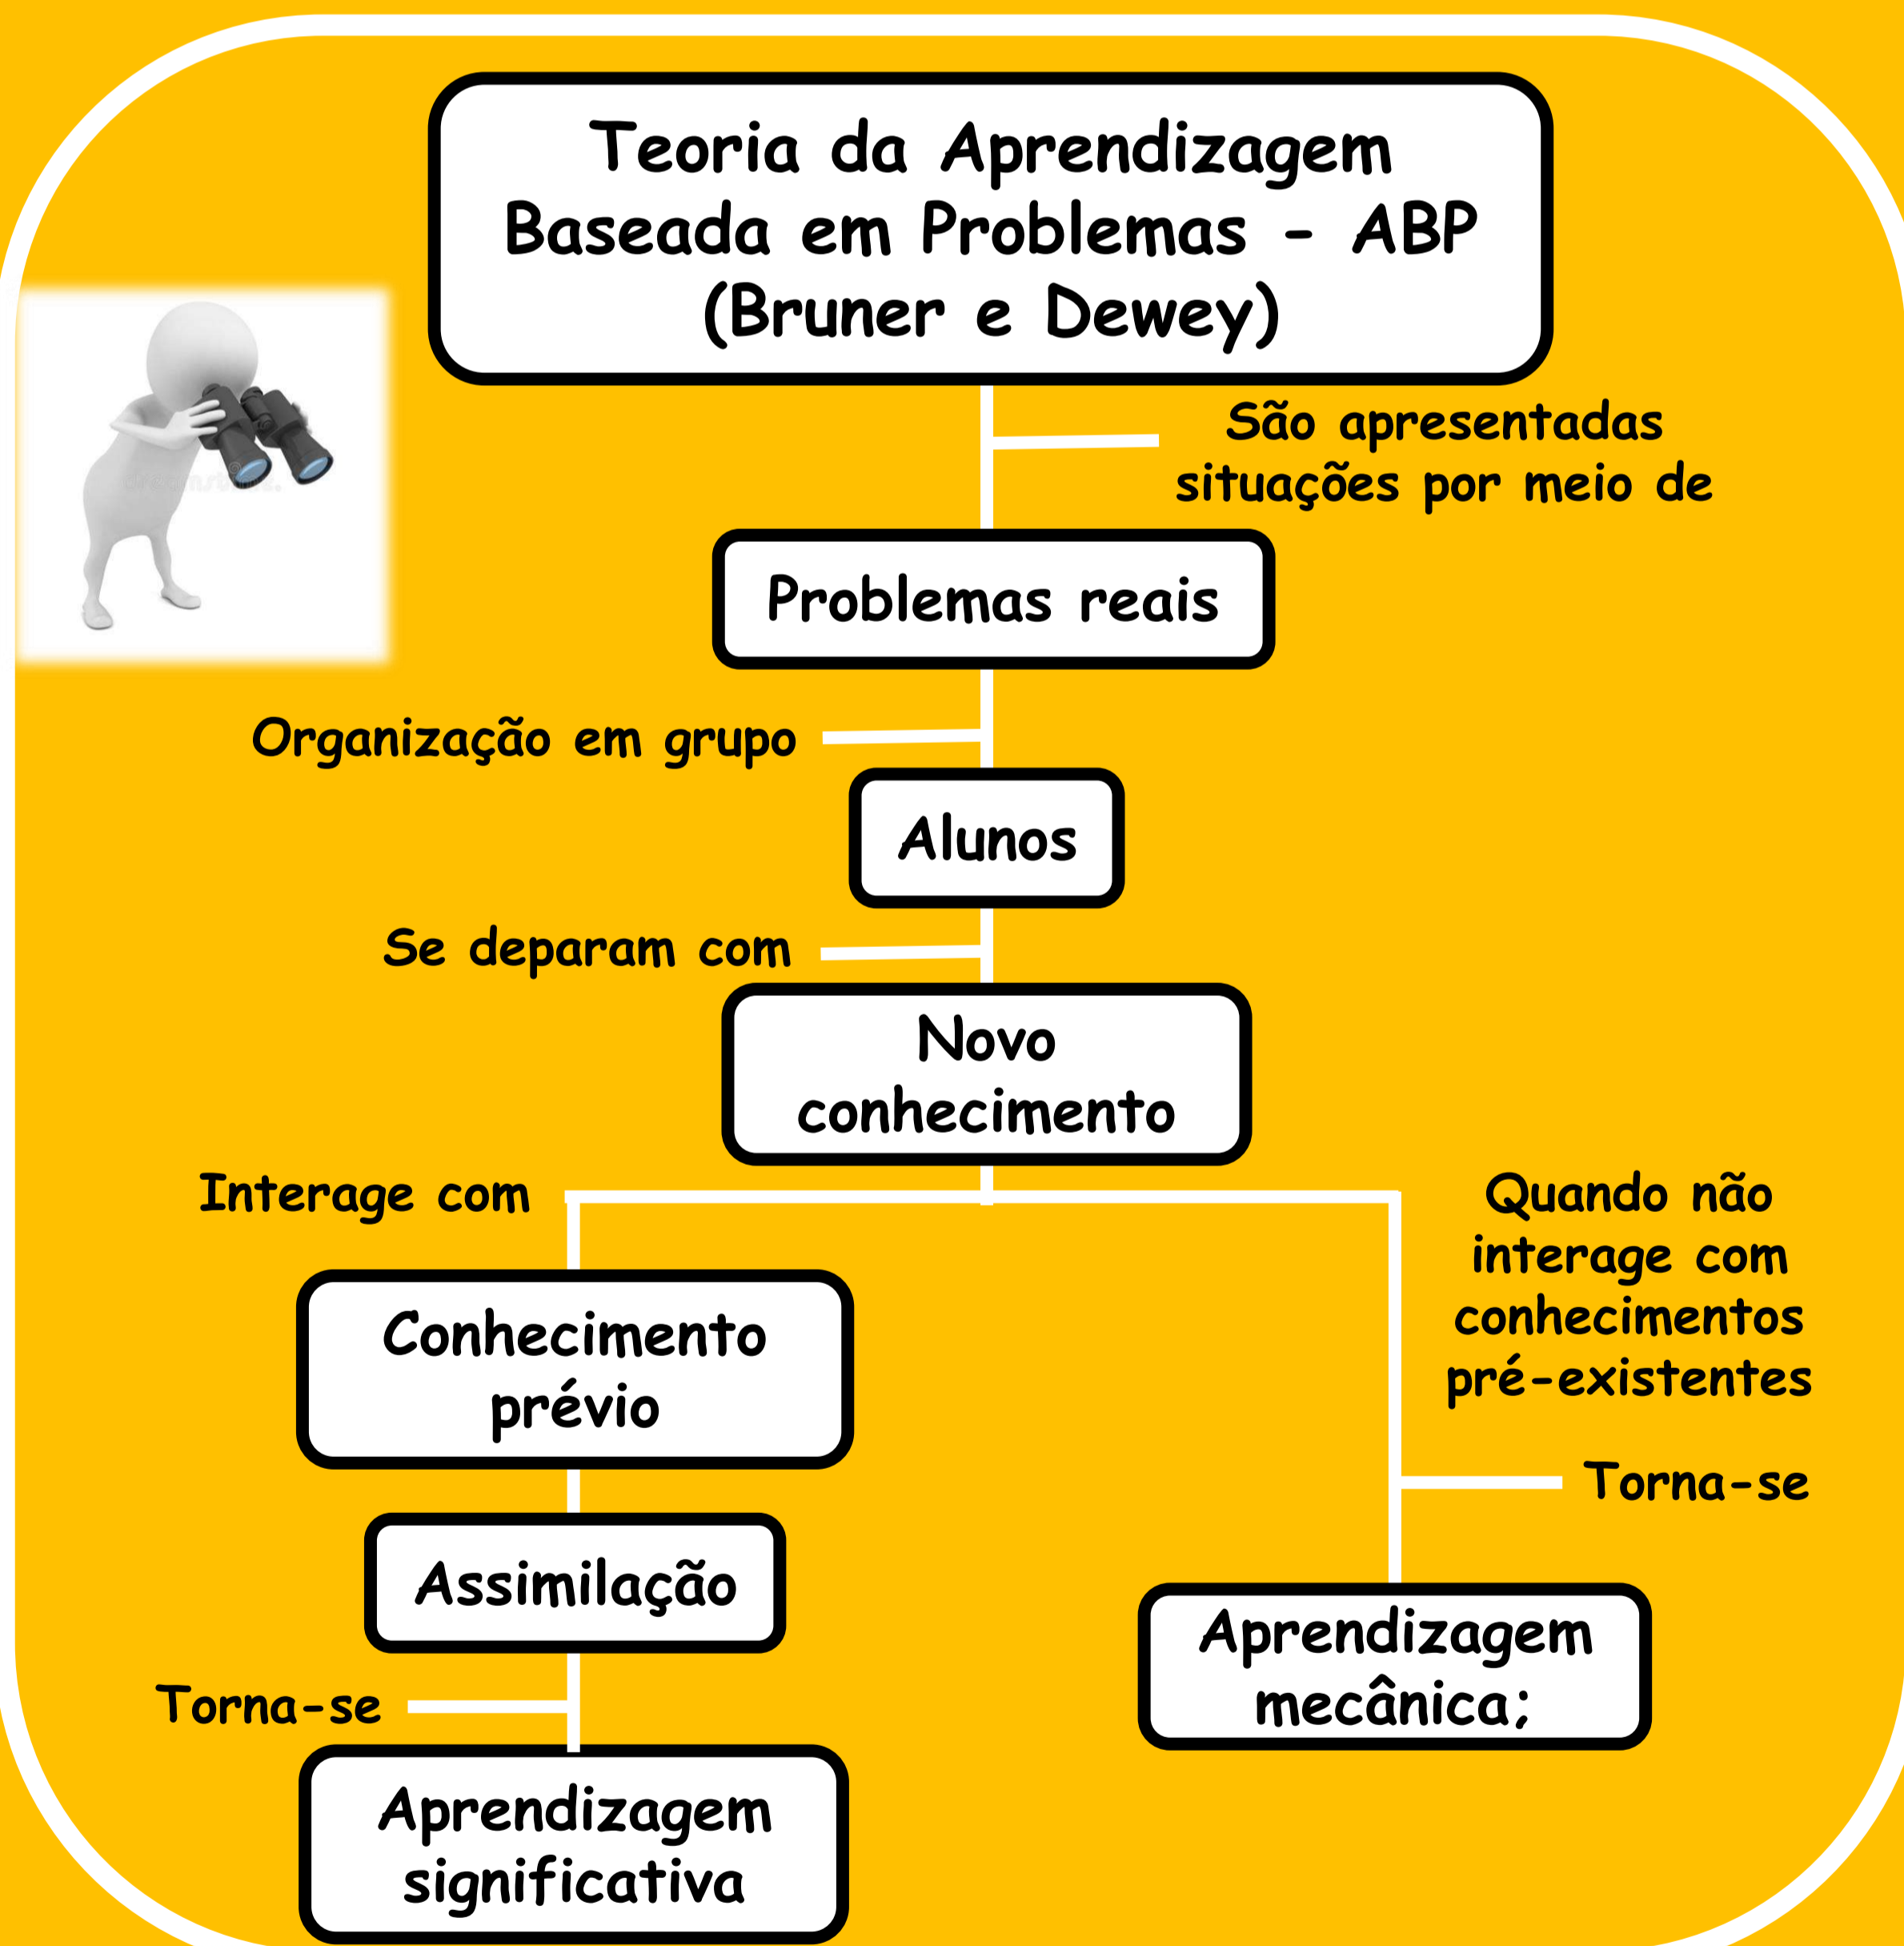 Teoria da Aprendizagem
Baseada em Problemas - ABP
(Bruner e Dewey)
São apresentadas
situações por meio de
Problemas reais
Organização em grupo
Alunos
Se deparam com
Novo
conhecimento
Interage com
Quando não
interage com
conhecimentos
pré-existentes
Conhecimento
prévio
Torna-se
Assimilação
Aprendizagem
mecânica;
Torna-se
Aprendizagem
significativa